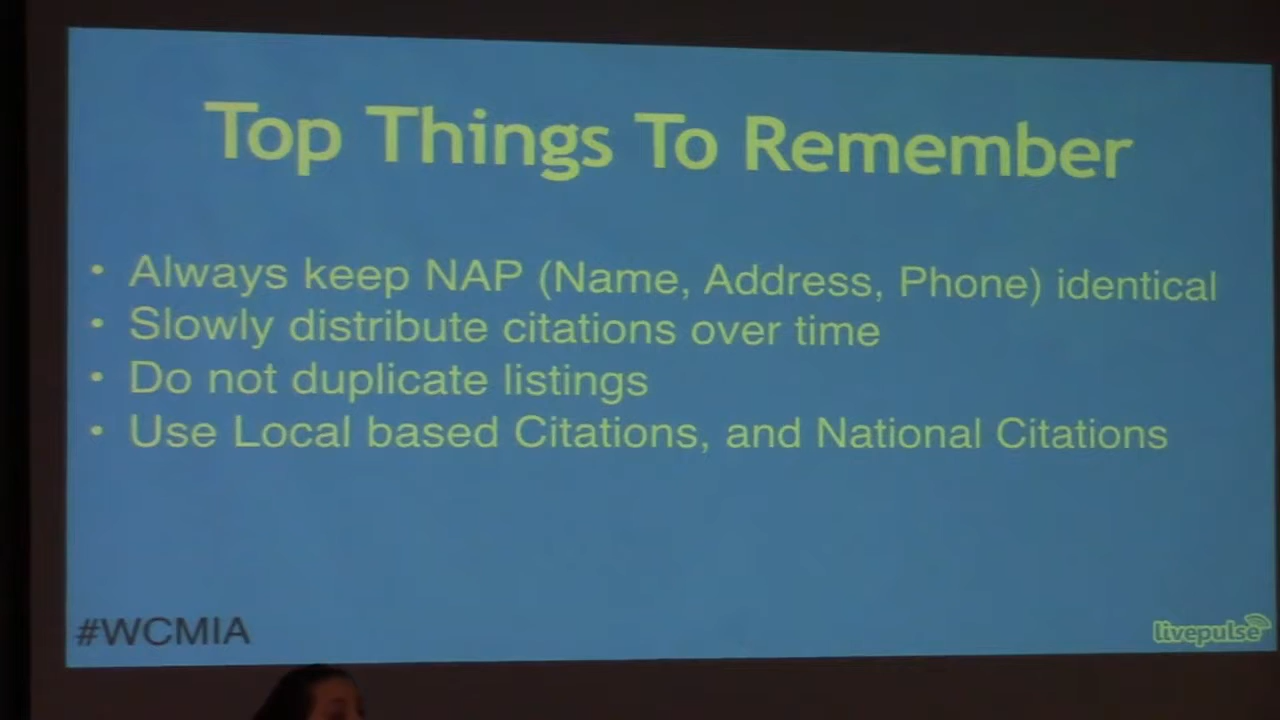 Top Things To Remember
• Always keep NAP (Name, Address, Phone) identical
• Slowly distribute citations over time
• Do not duplicate listings
• Use Local based Citations, and National Citations
#WCMIA
livepulse